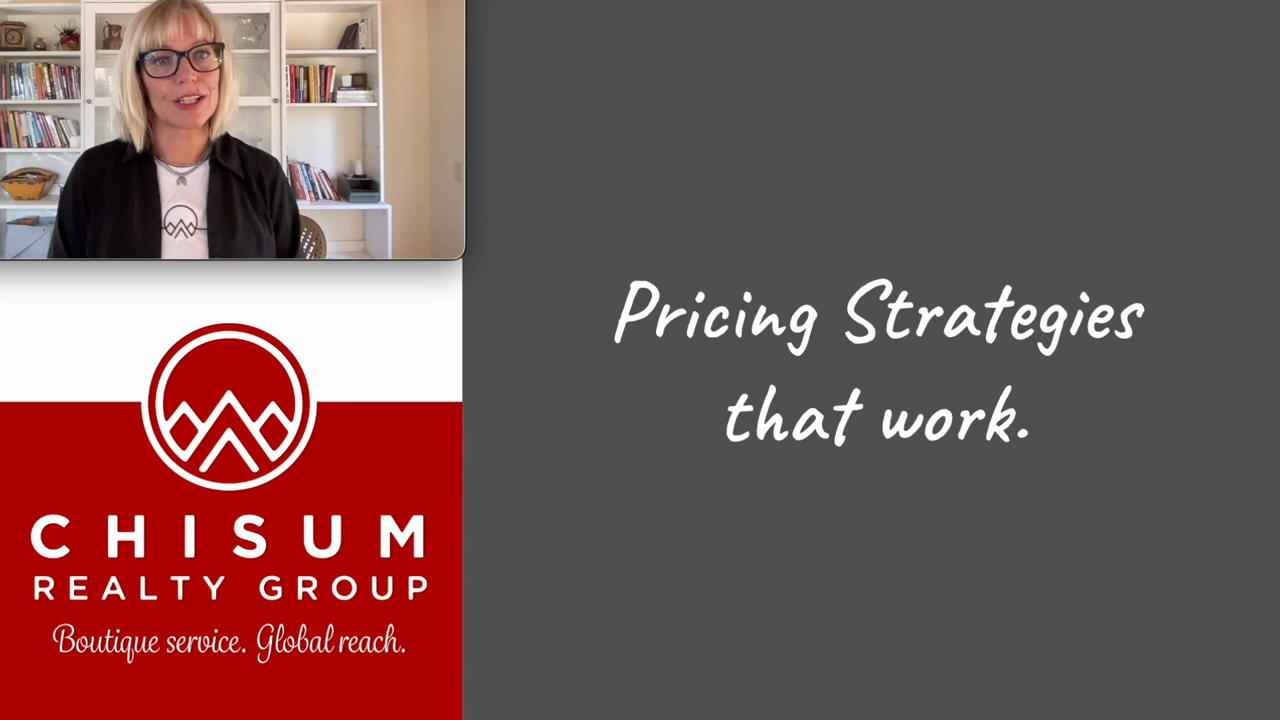 CHISUM
REALTY GROUP
Boutique service. Global reach.
Pricing Strategies
that work.